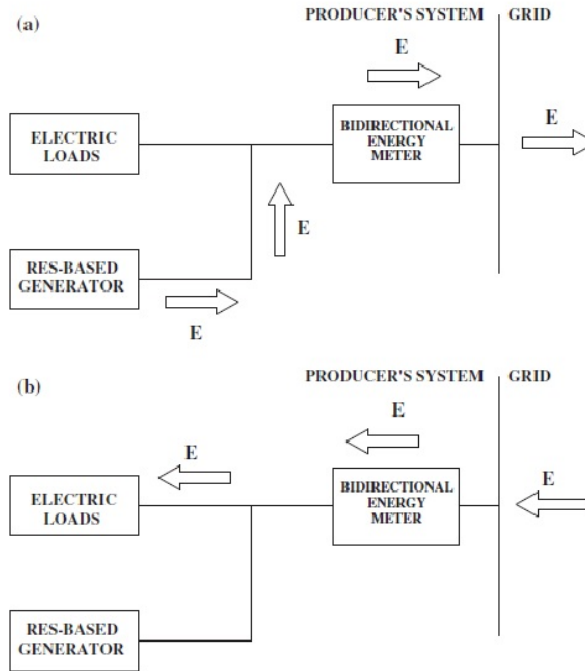 PRODUCER'S SYSTEM GRID
(a)
E
E
ELECTRIC
LOADS
BIDIRECTIONAL
ENERGY
METER
E
RES-BASED
GENERATOR
E
PRODUCER'S SYSTEM GRID
(b)
E
E
E
ELECTRIC
LOADS
BIDIRECTIONAL
ENERGY
METER
RES-BASED
GENERATOR